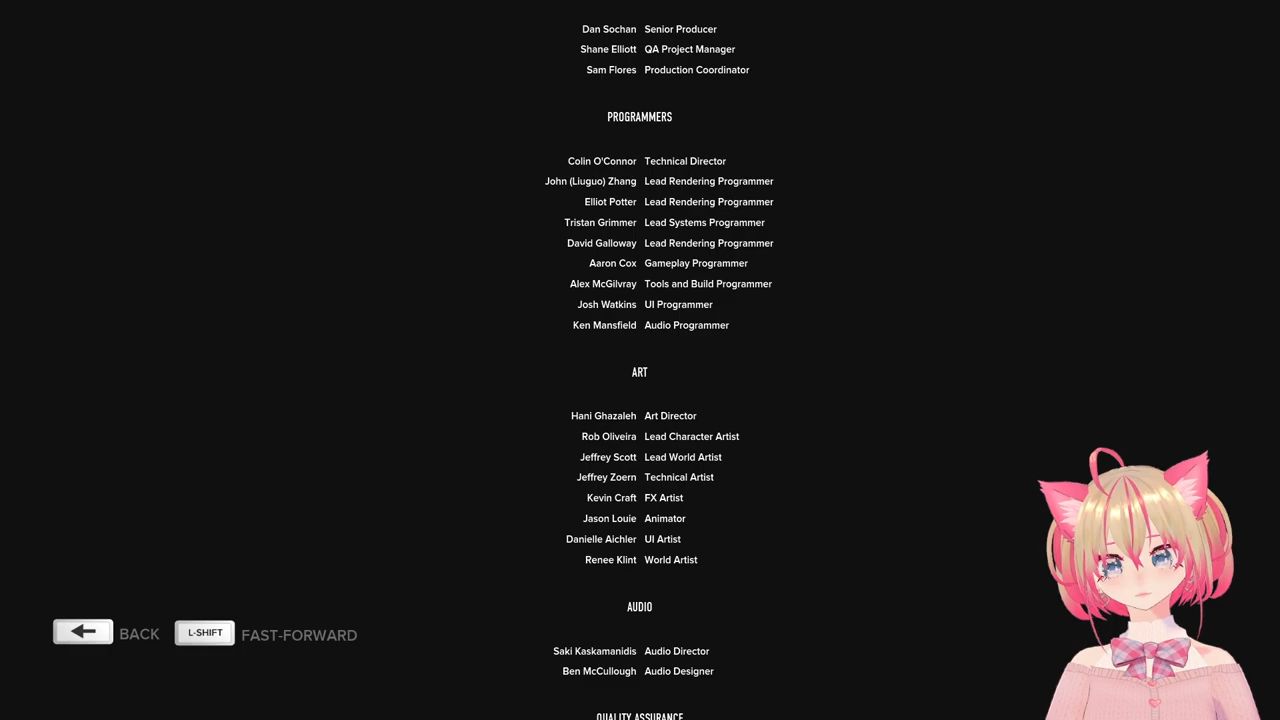 Dan Sochan Senior Producer
Shane Elliott QA Project Manager
Sam Flores Production Coordinator
PROGRAMMERS
Colin O'Connor Technical Director
John (Liuguo) Zhang Lead Rendering Programmer
Elliot Potter Lead Rendering Programmer
Tristan Grimmer Lead Systems Programmer
David Galloway Lead Rendering Programmer
Aaron Cox Gameplay Programmer
Alex McGilvray Tools and Build Programmer
Josh Watkins UI Programmer
Ken Mansfield Audio Programmer
ART
Hani Ghazaleh Art Director
Rob Oliveira Lead Character Artist
Jeffrey Scott Lead World Artist
Jeffrey Zoern Technical Artist
Kevin Craft FX Artist
Jason Louie Animator
Danielle Aichler UI Artist
Renee Klint World Artist
AUDIO
BACK L-SHIFT FAST-FORWARD
Saki Kaskamanidis Audio Director
Ben McCullough Audio Designer
QUALITY ASSURANCE